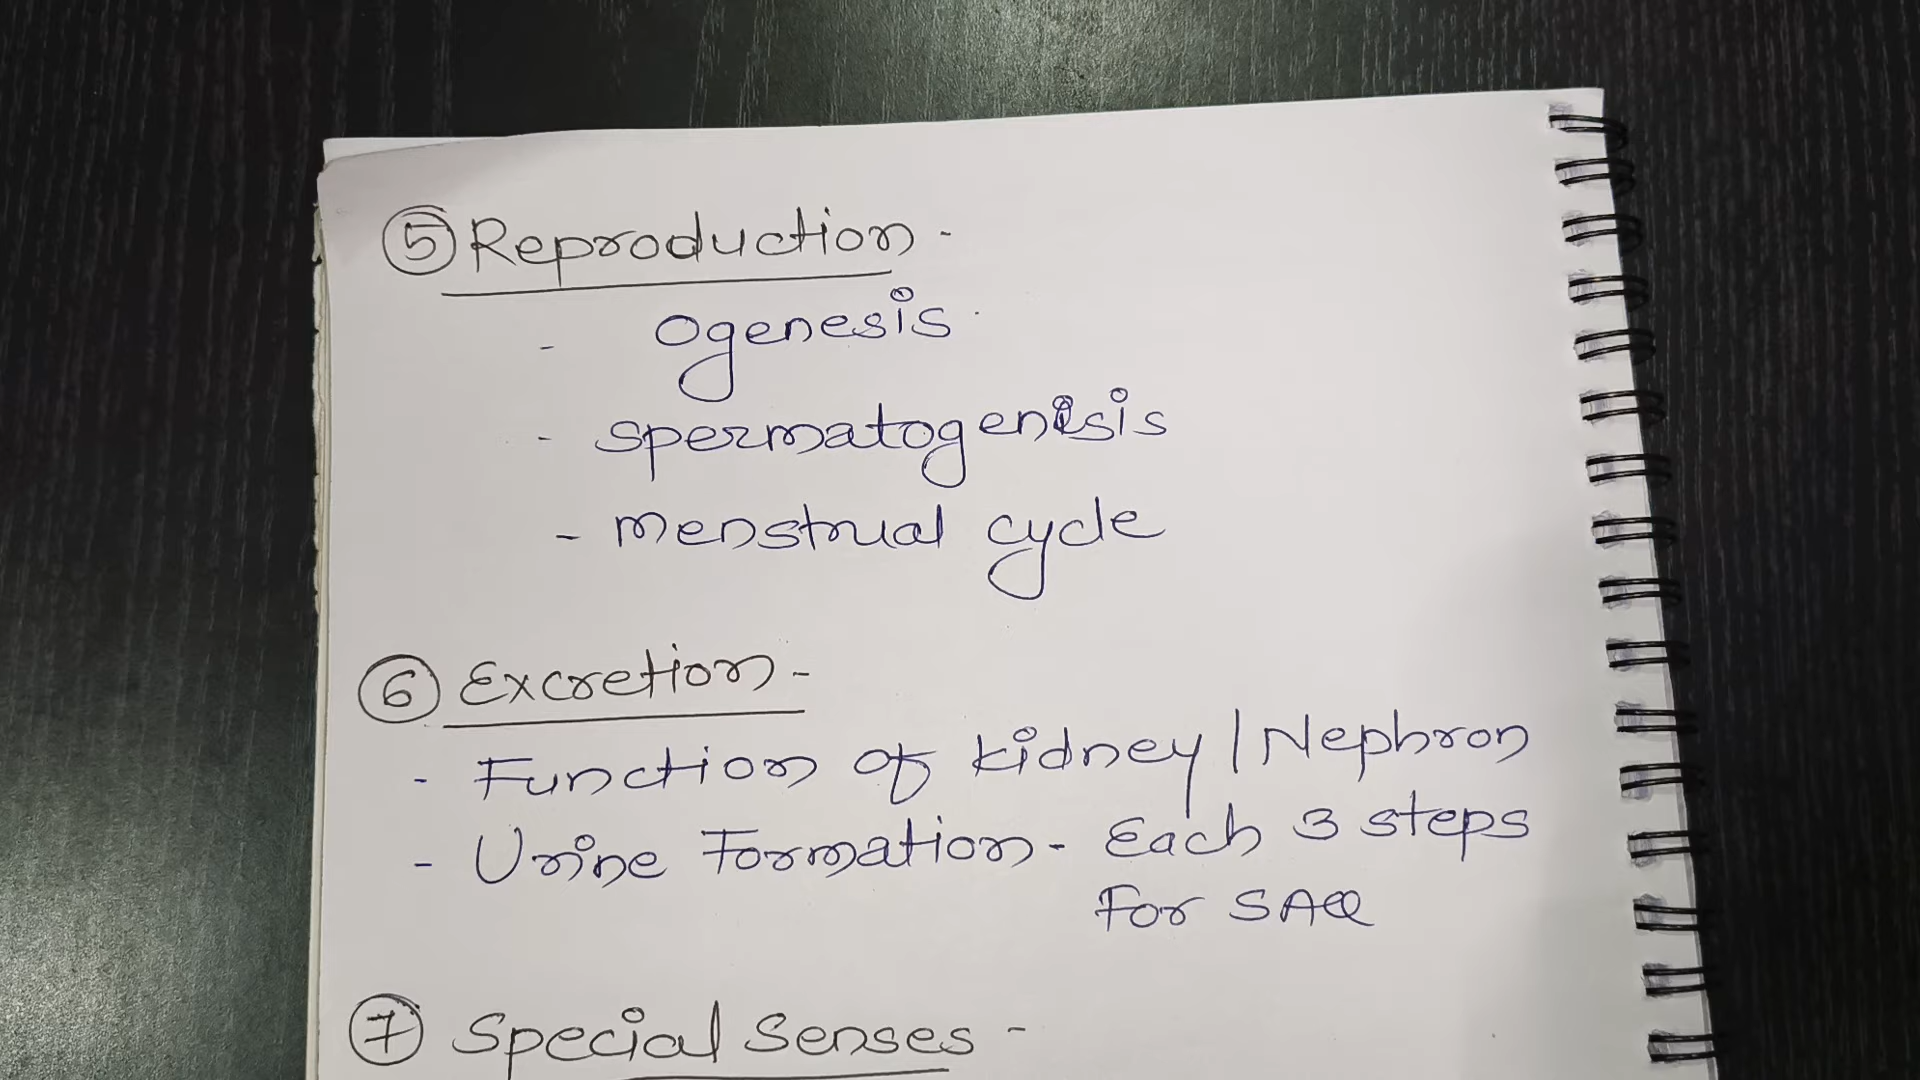 ⑤ Reproduction -
- Ogenesis
- spermatogenesis
- menstrual cycle
⑥ Excretion -
- Function of kidney / Nephron
- Urine Formation - Each 3 steps
For SAQ
⑦ Special Senses -